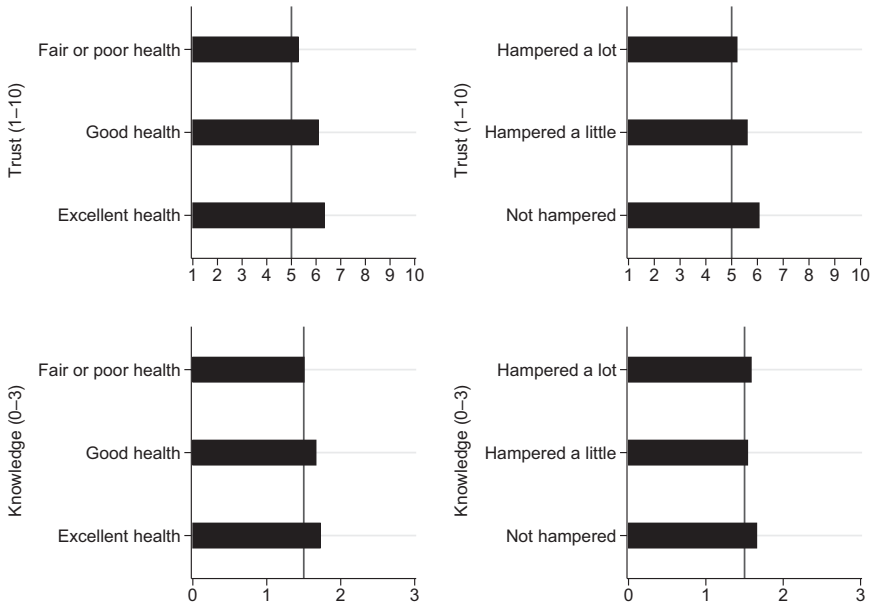 Trust (1–10)
Fair or poor health
Good health
Excellent health
1 2 3 4 5 6 7 8 9 10
Trust (1–10)
Hampered a lot
Hampered a little
Not hampered
1 2 3 4 5 6 7 8 9 10
Knowledge (0–3)
Fair or poor health
Good health
Excellent health
0 1 2 3
Knowledge (0–3)
Hampered a lot
Hampered a little
Not hampered
0 1 2 3